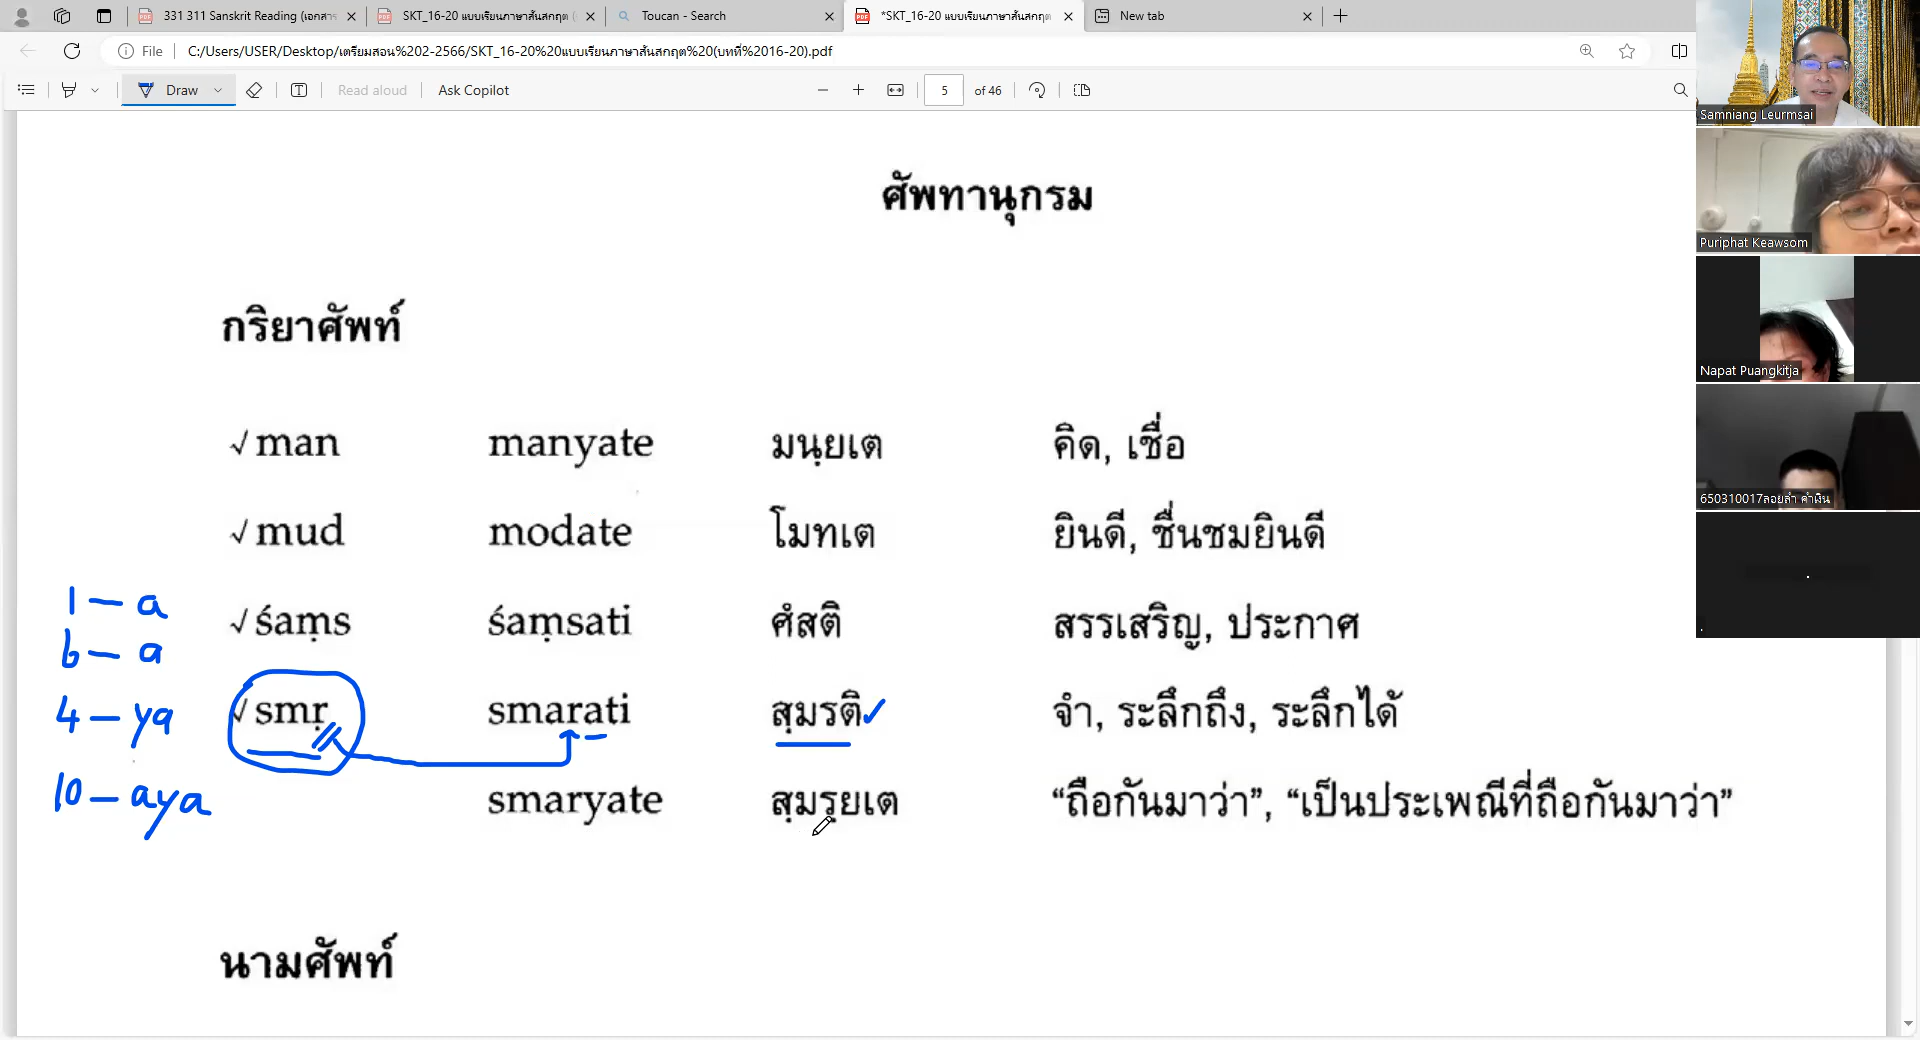 331 311 Sanskrit Reading (เอกสาร
SKT_16-20 แบบเรียนภาษาสันสกฤต (
Toucan - Search
*SKT_16-20 แบบเรียนภาษาสันสกฤต
New tab
File
C:/Users/USER/Desktop/เตรียมสอน%202-2566/SKT_16-20%20แบบเรียนภาษาสันสกฤต%20(บทที่%2016-20).pdf
Draw
Read aloud
Ask Copilot
5 of 46
Samniang Leurmsai
Puriphat Keawsom
Napat Puangkitja
650310017ลอยลำ คำผิน
ศัพทานุกรม
กริยาศัพท์
√man manyate มนฺยเต คิด, เชื่อ
√mud modate โมทเต ยินดี, ชื่นชมยินดี
1 — a
√śaṃs śaṃsati ศํสติ สรรเสริญ, ประกาศ
6 — a
4 — ya
√smṛ smarati สฺมรติ ✓ จำ, ระลึกถึง, ระลึกได้
10 — aya
smaryate สฺมรฺยเต “ถือกันมาว่า”, “เป็นประเพณีที่ถือกันมาว่า”
นามศัพท์